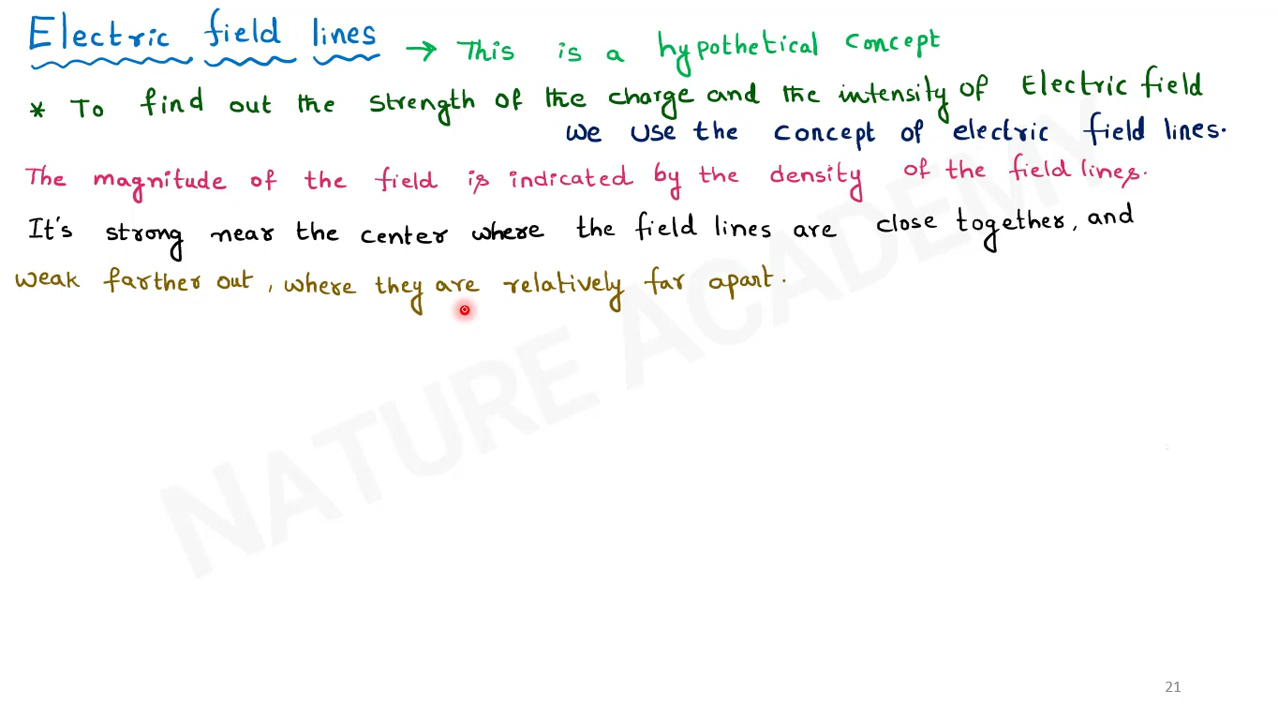 Electric field lines → This is a hypothetical concept
* To find out the strength of the charge and the intensity of Electric field
we use the concept of electric field lines.
The magnitude of the field is indicated by the density of the field lines.
It's strong near the center where the field lines are close together, and
weak farther out, where they are relatively far apart.
NATURE ACADEMY
21